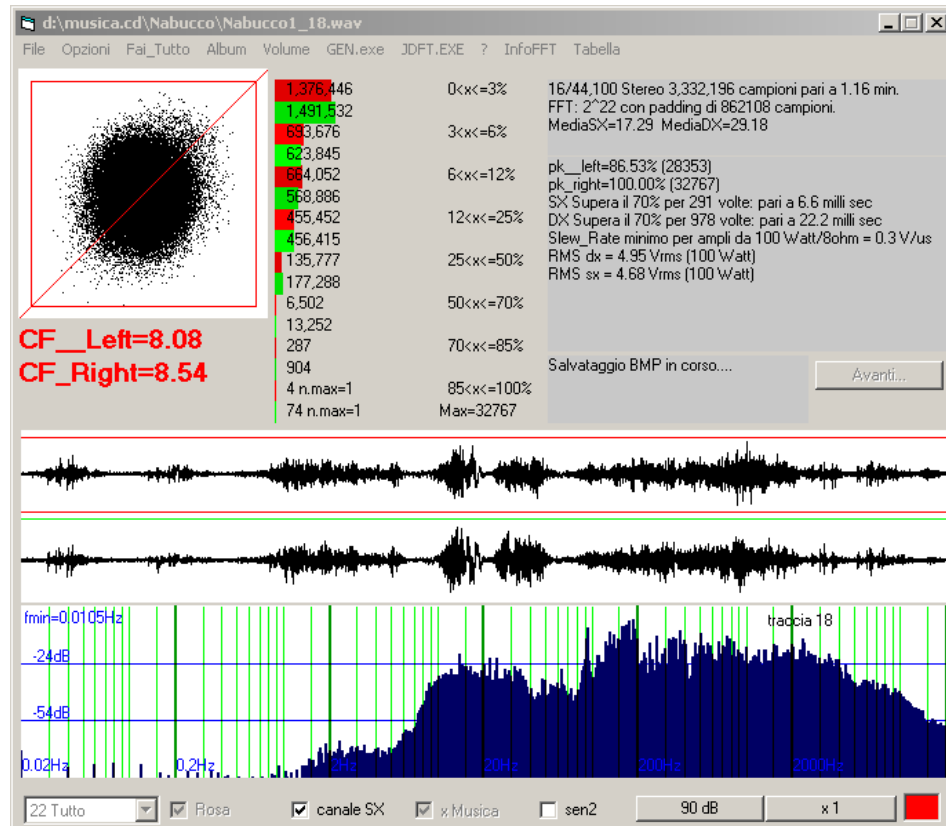 d:\musica.cd\Nabucco\Nabucco1_18.wav
File Opzioni Fai_Tutto Album Volume GEN.exe JDFT.EXE ? InfoFFT Tabella
1,376,446 0<x<=3%
1,491,532
693,676 3<x<=6%
623,845
664,052 6<x<=12%
568,886
455,452 12<x<=25%
456,415
135,777 25<x<=50%
177,288
6,502 50<x<=70%
13,252
287 70<x<=85%
904
4 n.max=1 85<x<=100%
74 n.max=1 Max=32767
16/44,100 Stereo 3,332,196 campioni pari a 1.16 min.
FFT: 2^22 con padding di 862108 campioni.
MediaSX=17.29 MediaDX=29.18
pk__left=86.53% (28353)
pk_right=100.00% (32767)
SX Supera il 70% per 291 volte: pari a 6.6 milli sec
DX Supera il 70% per 978 volte: pari a 22.2 milli sec
Slew_Rate minimo per ampli da 100 Watt/8ohm = 0.3 V/us
RMS dx = 4.95 Vrms (100 Watt)
RMS sx = 4.68 Vrms (100 Watt)
CF__Left=8.08
CF_Right=8.54
Salvataggio BMP in corso....
Avanti...
fmin=0.0105Hz
traccia 18
-24dB
-54dB
0.02Hz 0,2Hz 2Hz 20Hz 200Hz 2000Hz
22 Tutto Rosa canale SX x Musica sen2 90 dB x 1